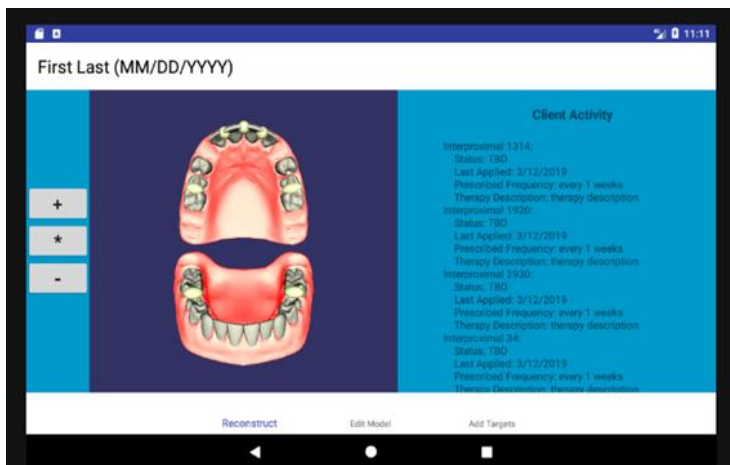 11:11
First Last (MM/DD/YYYY)
+
*
-
Client Activity
Interproximal 1314:
Status: TBD
Last Applied: 3/12/2019
Prescribed Frequency: every 1 weeks
Therapy Description: therapy description
Interproximal 1920:
Status: TBD
Last Applied: 3/12/2019
Prescribed Frequency: every 1 weeks
Therapy Description: therapy description
Interproximal 2930:
Status: TBD
Last Applied: 3/12/2019
Prescribed Frequency: every 1 weeks
Therapy Description: therapy description
Interproximal 34:
Status: TBD
Last Applied: 3/12/2019
Prescribed Frequency: every 1 weeks
Therapy Description: therapy description
Reconstruct
Edit Model
Add Targets